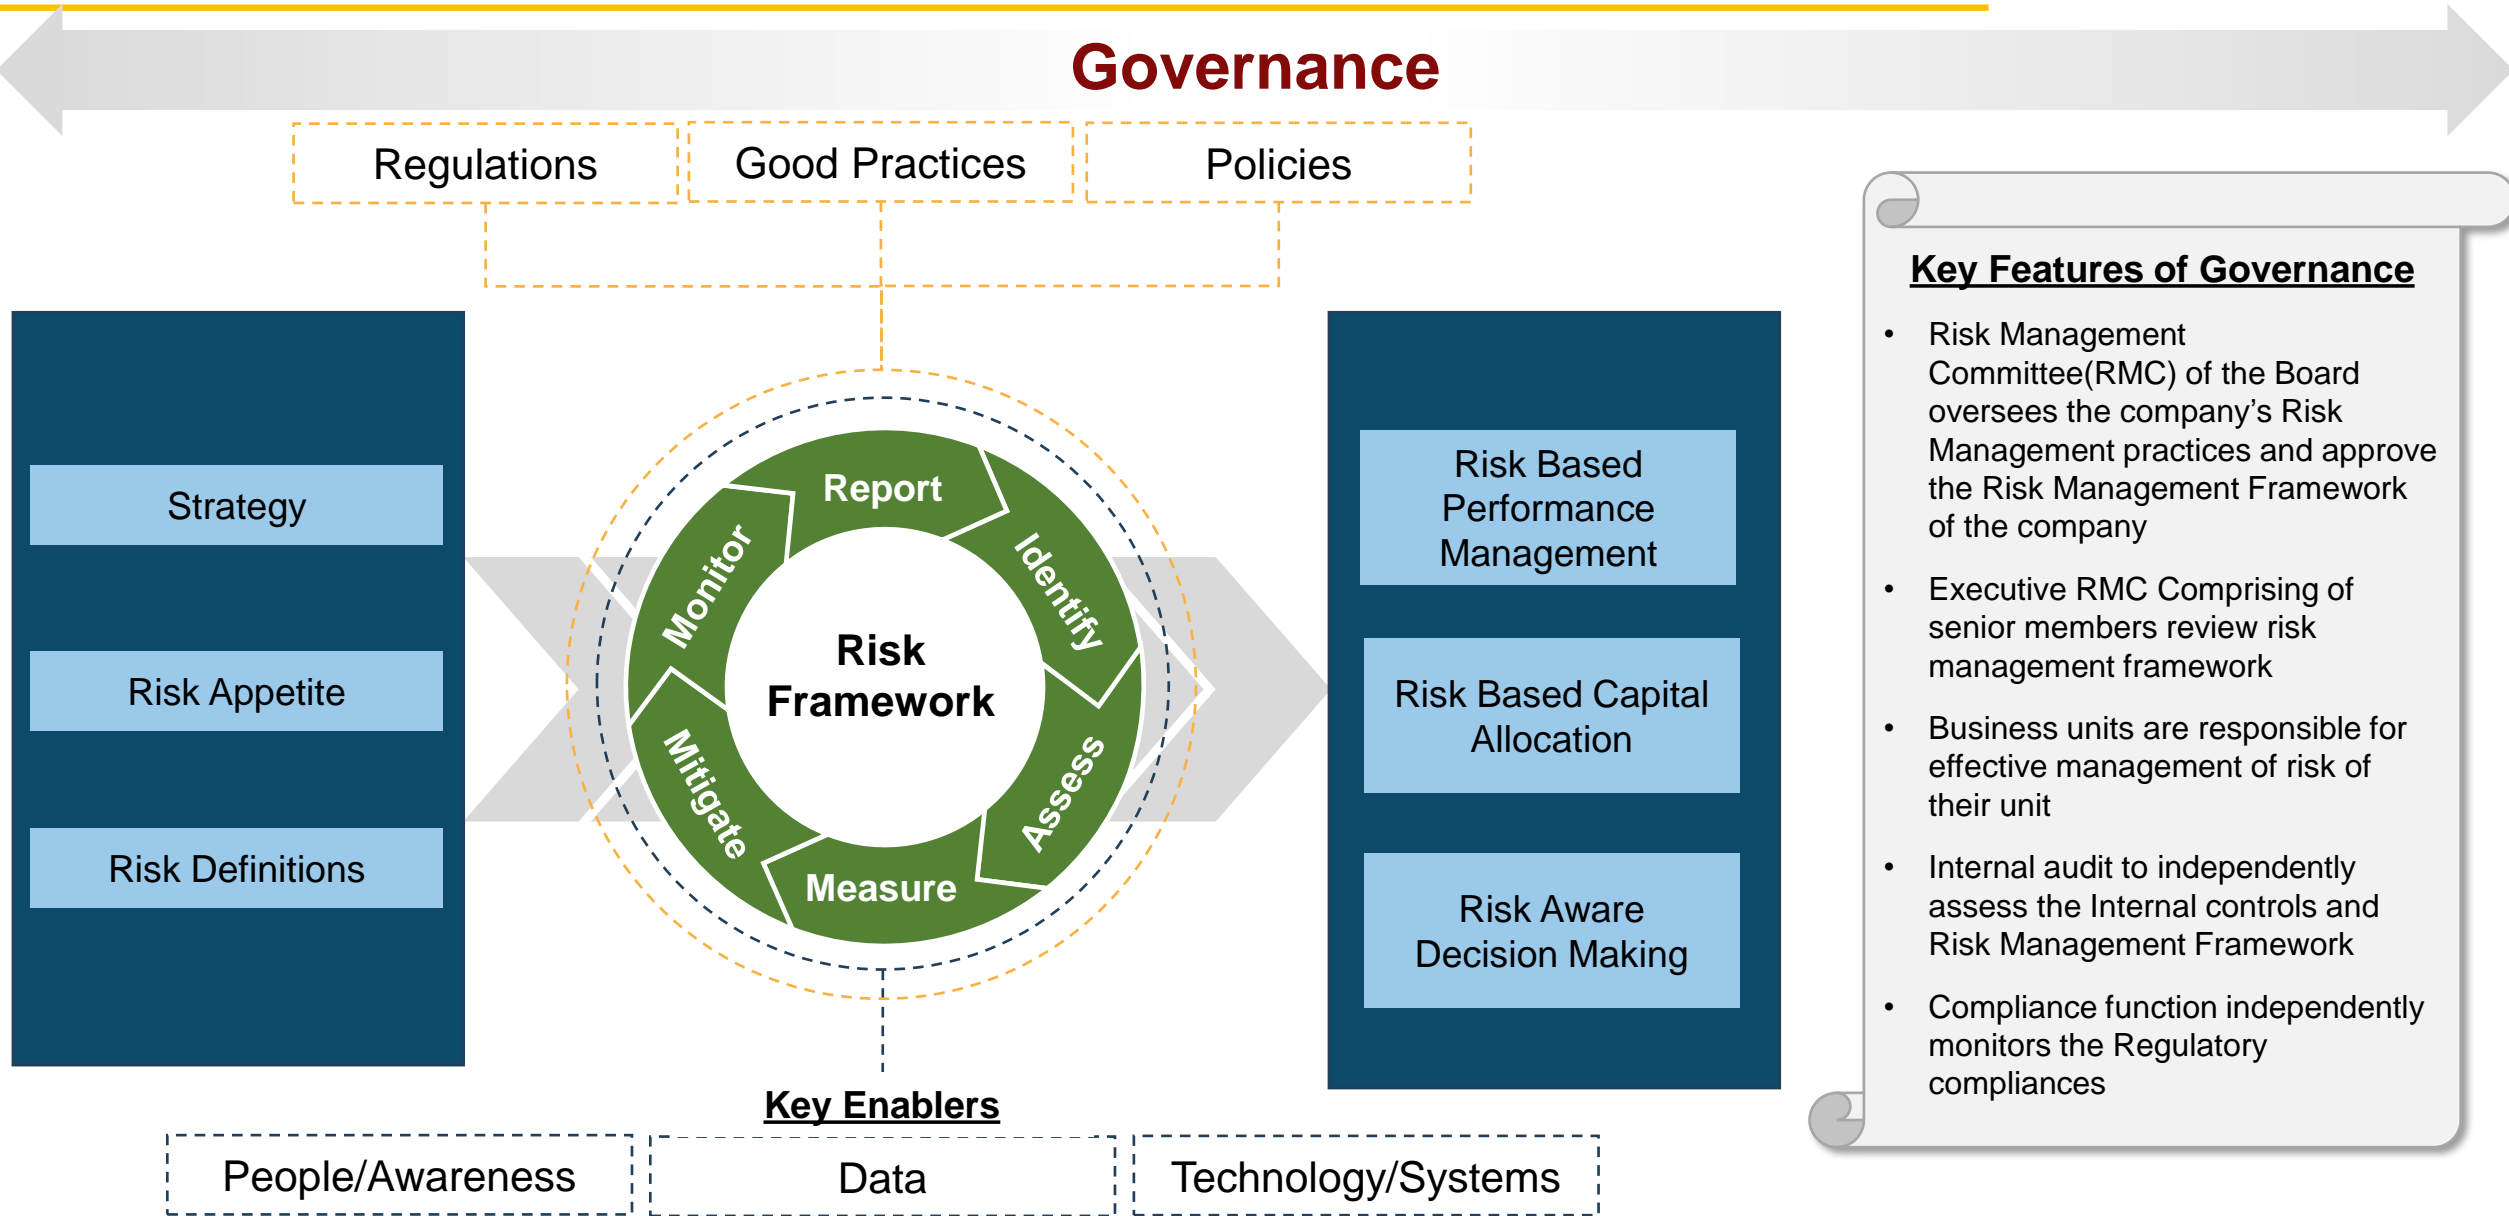 Governance
Regulations
Good Practices
Policies
Strategy
Risk Appetite
Risk Definitions
Report
Identify
Assess
Measure
Mitigate
Monitor
Risk
Framework
Risk Based
Performance
Management
Risk Based Capital
Allocation
Risk Aware
Decision Making
Key Enablers
People/Awareness
Data
Technology/Systems
Key Features of Governance
• Risk Management
Committee(RMC) of the Board
oversees the company’s Risk
Management practices and approve
the Risk Management Framework
of the company
• Executive RMC Comprising of
senior members review risk
management framework
• Business units are responsible for
effective management of risk of
their unit
• Internal audit to independently
assess the Internal controls and
Risk Management Framework
• Compliance function independently
monitors the Regulatory
compliances